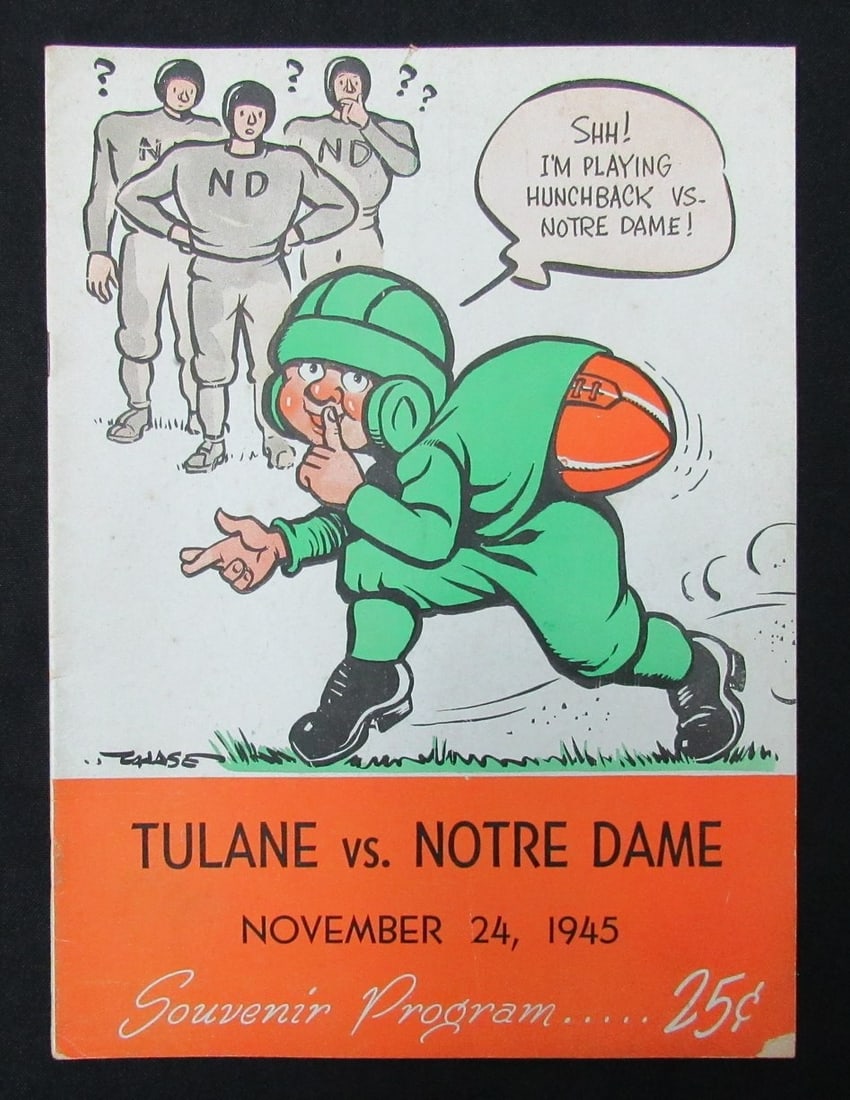 ?
?
?
?
N
ND
ND
SHH!
I'M PLAYING
HUNCHBACK VS-
NOTRE DAME!
CHASE
TULANE vs. NOTRE DAME
NOVEMBER 24, 1945
Souvenir Program.....25¢